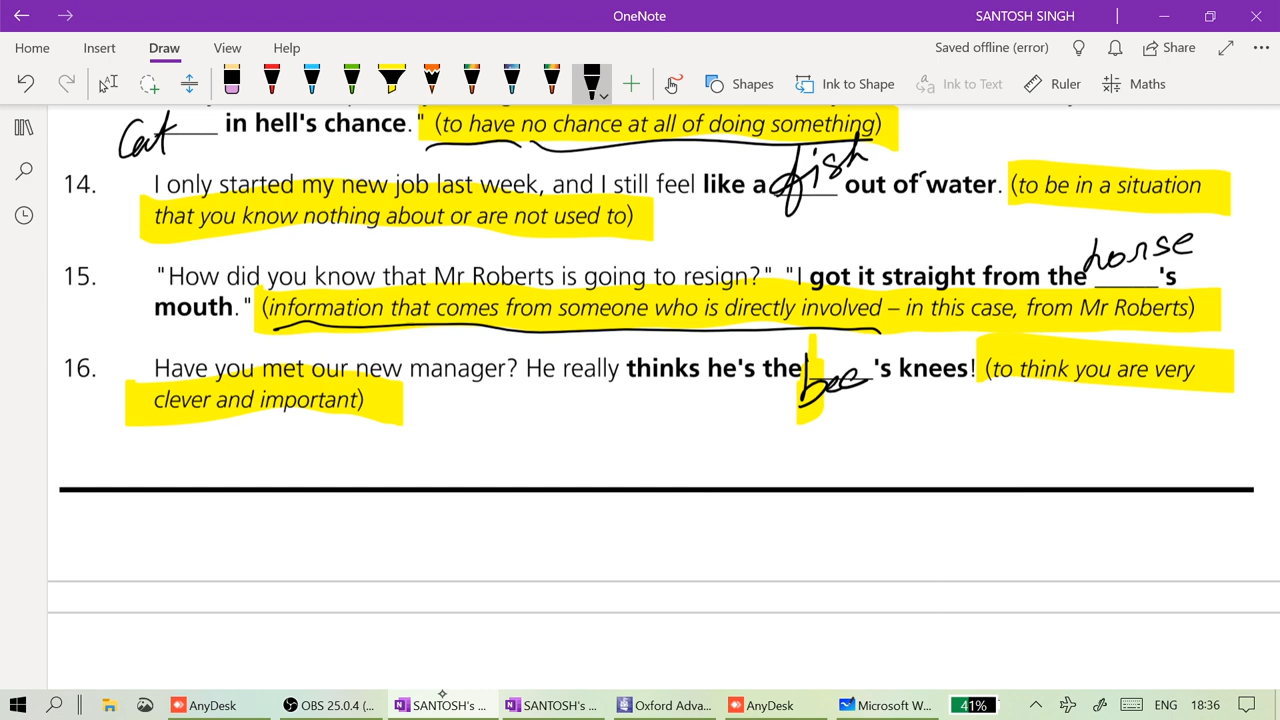 OneNote
SANTOSH SINGH
Home Insert Draw View Help
Saved offline (error) Share
Shapes Ink to Shape Ink to Text Ruler Maths
cat____ in hell's chance." (to have no chance at all of doing something)
14. I only started my new job last week, and I still feel like a fish out of water. (to be in a situation
that you know nothing about or are not used to)
15. "How did you know that Mr Roberts is going to resign?" "I got it straight from the horse's
mouth." (information that comes from someone who is directly involved – in this case, from Mr Roberts)
16. Have you met our new manager? He really thinks he's the bee's knees! (to think you are very
clever and important)
AnyDesk OBS 25.0.4 (... SANTOSH's ... SANTOSH's ... Oxford Adva... AnyDesk Microsoft W... 41% ENG 18:36